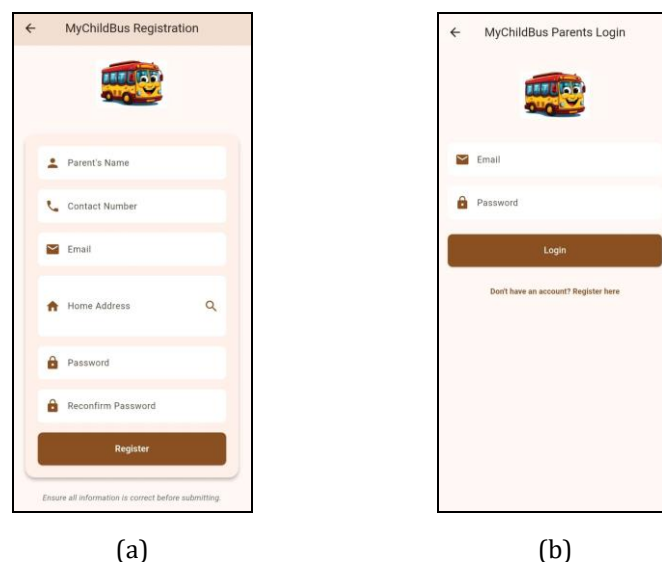 MyChildBus Registration
Parent's Name
Contact Number
Email
Home Address
Password
Reconfirm Password
Register
Ensure all information is correct before submitting.
(a)
MyChildBus Parents Login
Email
Password
Login
Don't have an account? Register here
(b)